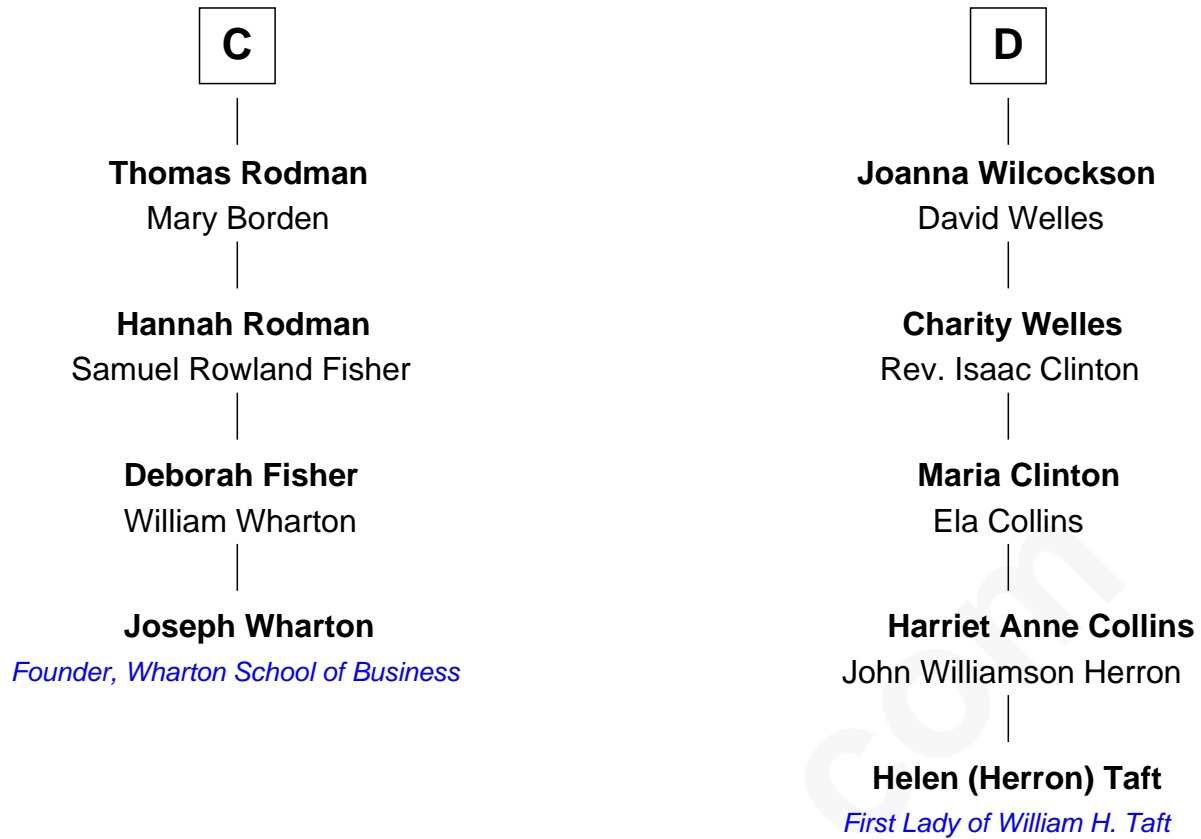 C
Thomas Rodman
Mary Borden
Hannah Rodman
Samuel Rowland Fisher
Deborah Fisher
William Wharton
Joseph Wharton
Founder, Wharton School of Business
D
Joanna Wilcockson
David Welles
Charity Welles
Rev. Isaac Clinton
Maria Clinton
Ela Collins
Harriet Anne Collins
John Williamson Herron
Helen (Herron) Taft
First Lady of William H. Taft
com